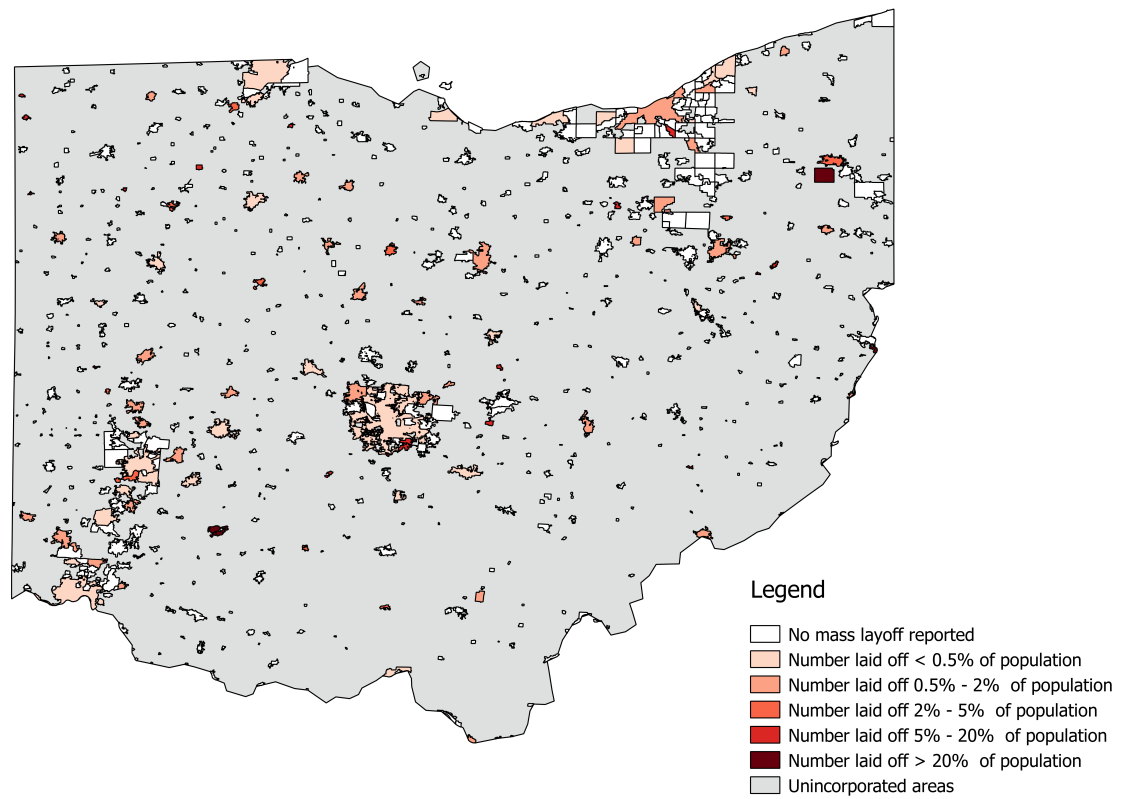 Legend
No mass layoff reported
Number laid off < 0.5% of population
Number laid off 0.5% - 2%  of population
Number laid off 2% - 5%  of population
Number laid off 5% - 20%  of population
Number laid off > 20%  of population
Unincorporated areas